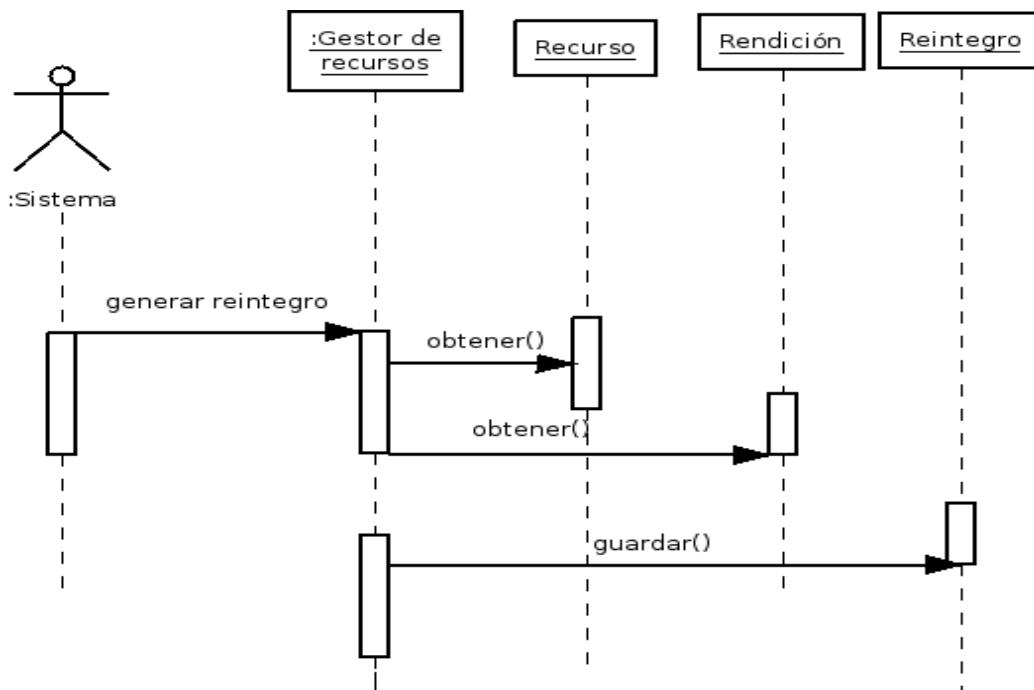 :Gestor de
recursos
Recurso
Rendición
Reintegro
:Sistema
generar reintegro
obtener()
obtener()
guardar()